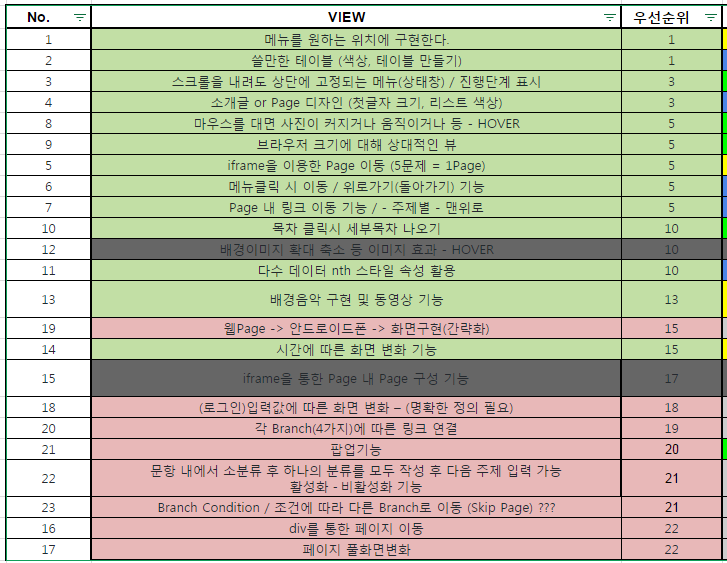 No. VIEW 우선순위
1 메뉴를 원하는 위치에 구현한다. 1
2 쓸만한 테이블 (색상, 테이블 만들기) 1
3 스크롤을 내려도 상단에 고정되는 메뉴(상태창) / 진행단계 표시 3
4 소개글 or Page 디자인 (첫글자 크기, 리스트 색상) 3
8 마우스를 대면 사진이 커지거나 움직이거나 등 - HOVER 5
9 브라우저 크기에 대해 상대적인 뷰 5
5 iframe을 이용한 Page 이동 (5문제 = 1Page) 5
6 메뉴클릭 시 이동 / 위로가기(돌아가기) 기능 5
7 Page 내 링크 이동 기능 / - 주제별 - 맨위로 5
10 목차 클릭시 세부목차 나오기 10
12 배경이미지 확대 축소 등 이미지 효과 - HOVER 10
11 다수 데이터 nth 스타일 속성 활용 10
13 배경음악 구현 및 동영상 기능 13
19 웹Page -> 안드로이드폰 -> 화면구현(간략화) 15
14 시간에 따른 화면 변화 기능 15
15 iframe을 통한 Page 내 Page 구성 기능 17
18 (로그인)입력값에 따른 화면 변화 – (명확한 정의 필요) 18
20 각 Branch(4가지)에 따른 링크 연결 19
21 팝업기능 20
22 문항 내에서 소분류 후 하나의 분류를 모두 작성 후 다음 주제 입력 가능 21
활성화 - 비활성화 기능
23 Branch Condition / 조건에 따라 다른 Branch로 이동 (Skip Page) ??? 21
16 div를 통한 페이지 이동 22
17 페이지 풀화면변화 22